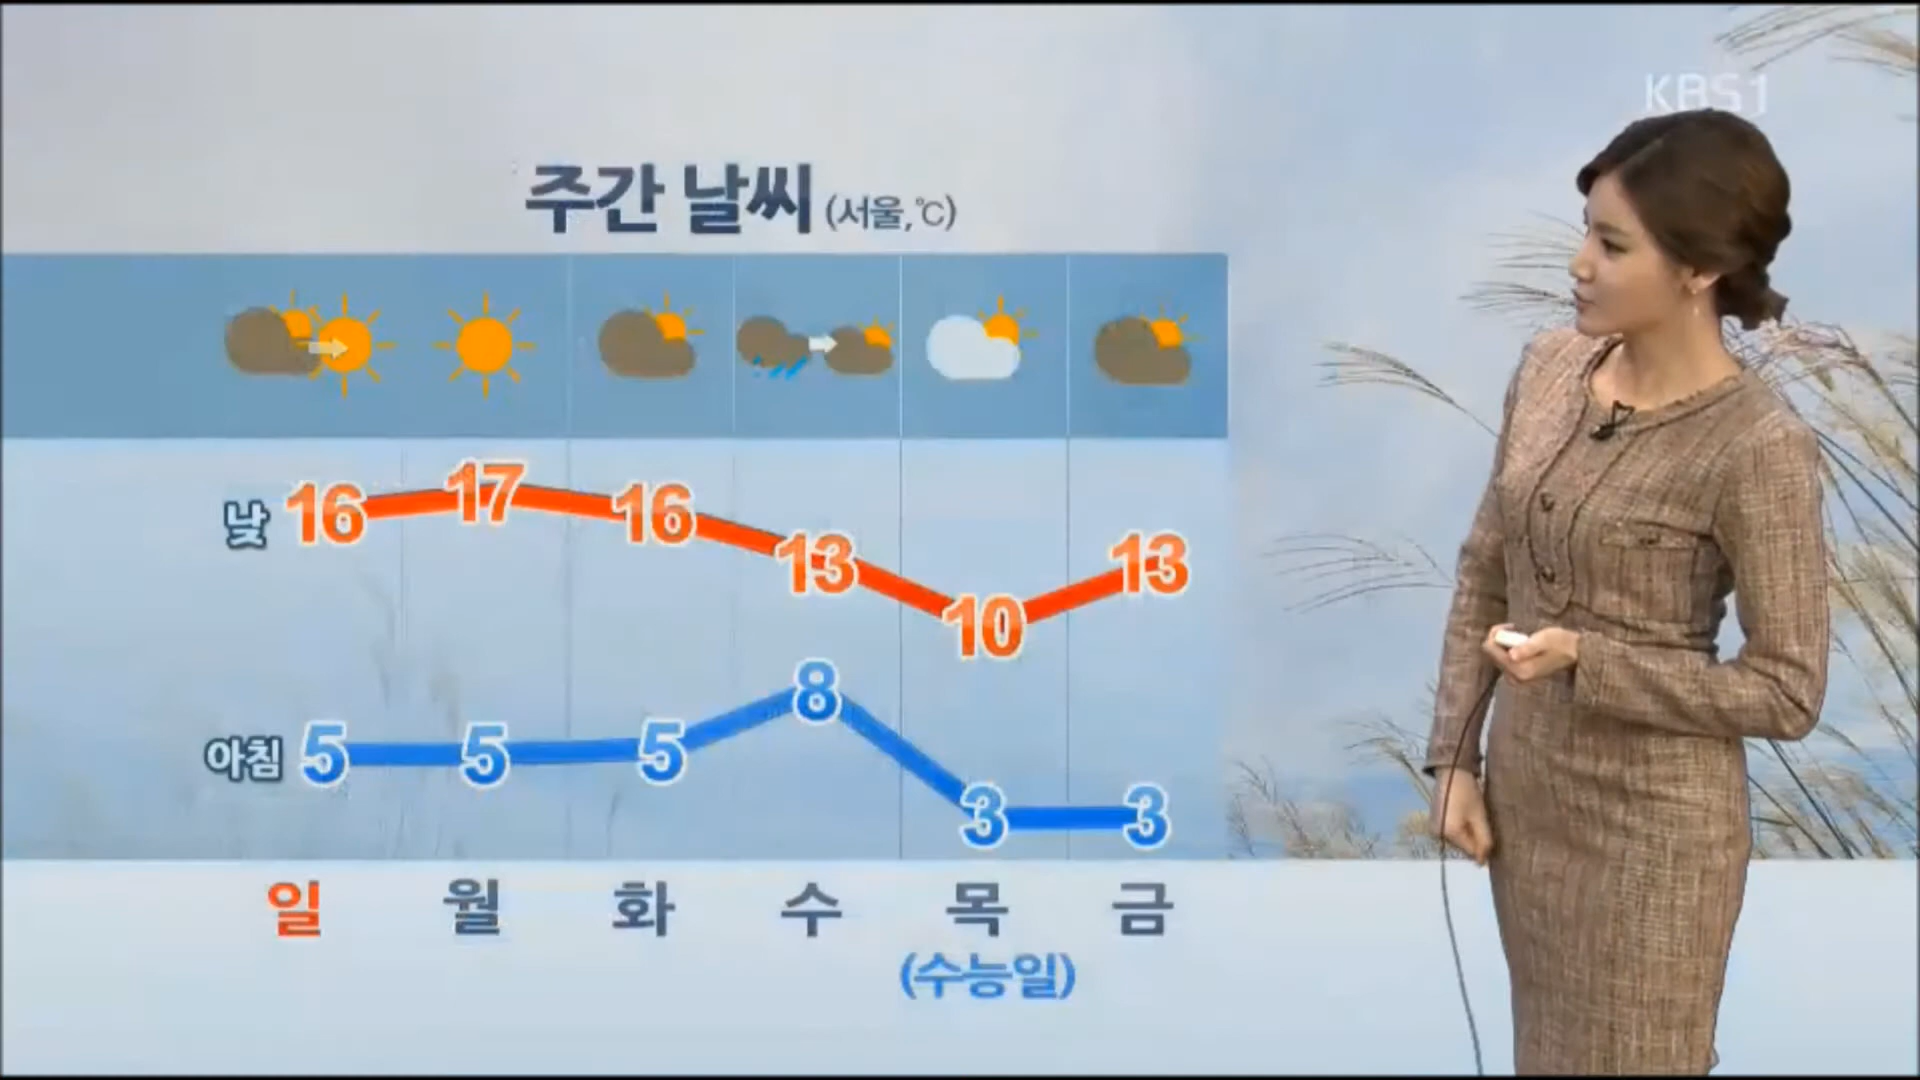 KBS1
주간 날씨 (서울,℃)
낮 16 17 16 13 10 13
아침 5 5 5 8 3 3
일 월 화 수 목 금
(수능일)